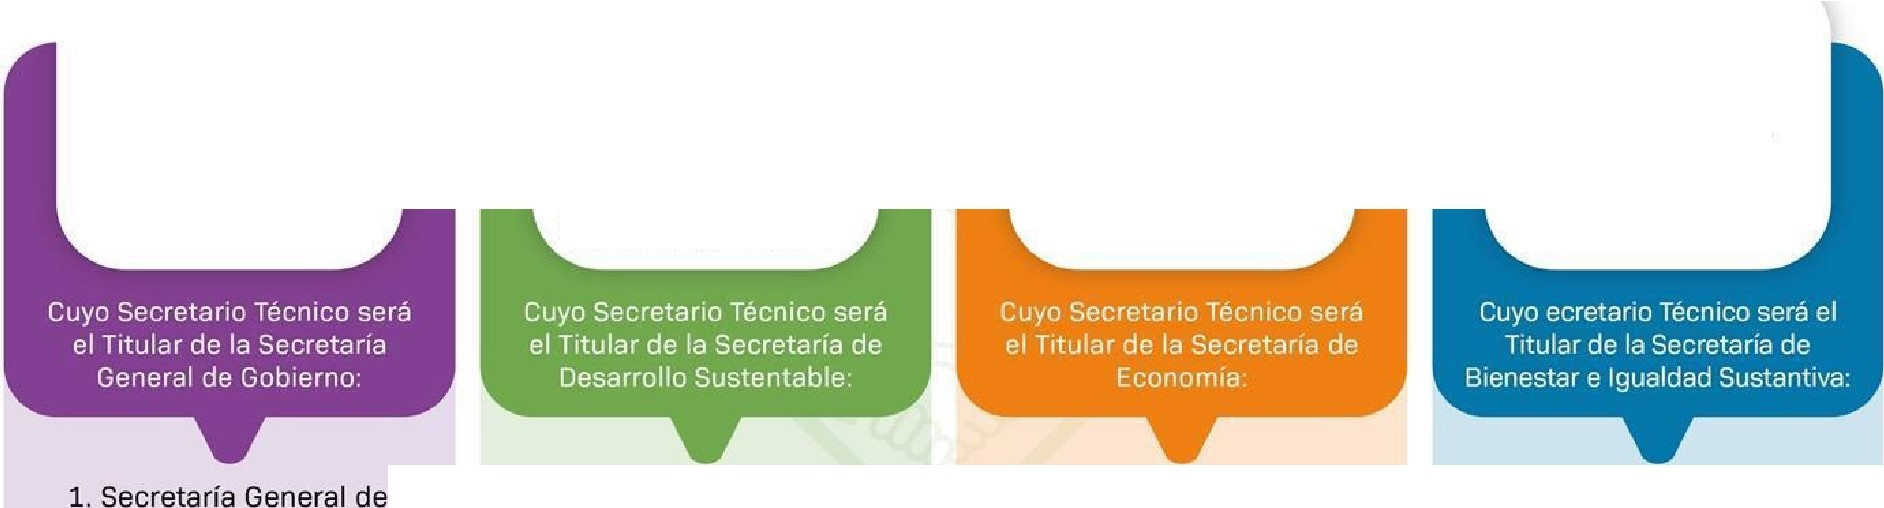 Cuyo Secretario Técnico será
el Titular de la Secretaría
General de Gobierno:
Cuyo Secretario Técnico será
el Titular de la Secretaría de
Desarrollo Sustentable:
Cuyo Secretario Técnico será
el Titular de la Secretaría de
Economía:
Cuyo ecretario Técnico será el
Titular de la Secretaría de
Bienestar e Igualdad Sustantiva:
1. Secretaría General de